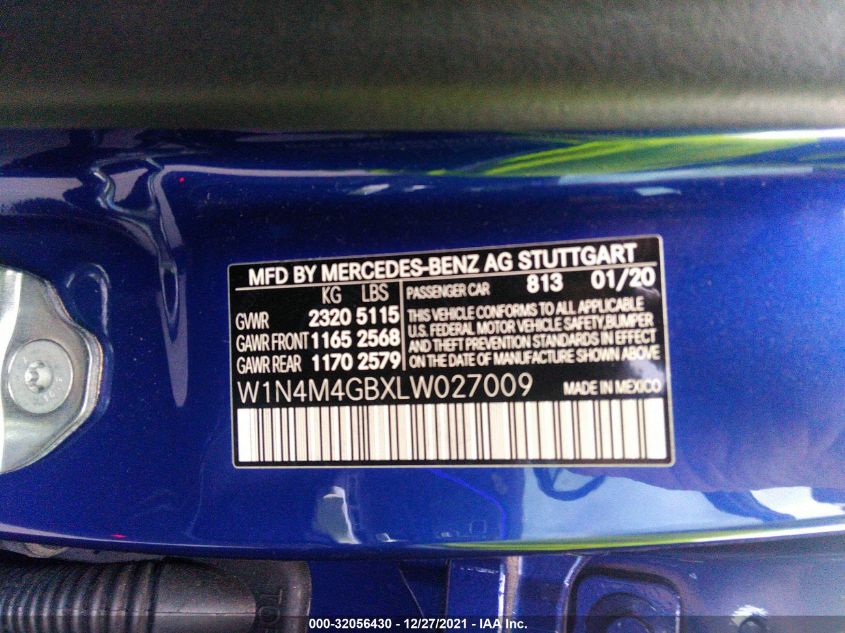 MFD BY MERCEDES-BENZ AG STUTTGART
KG LBS
GVWR 2320 5115
GAWR FRONT 1165 2568
GAWR REAR 1170 2579
813 01/20
PASSENGER CAR
THIS VEHICLE CONFORMS TO ALL APPLICABLE
U.S. FEDERAL MOTOR VEHICLE SAFETY,BUMPER
AND THEFT PREVENTION STANDARDS IN EFFECT
ON THE DATE OF MANUFACTURE SHOWN ABOVE
W1N4M4GBXLW027009 MADE IN MEXICO
000-32056430 - 12/27/2021 - IAA Inc.